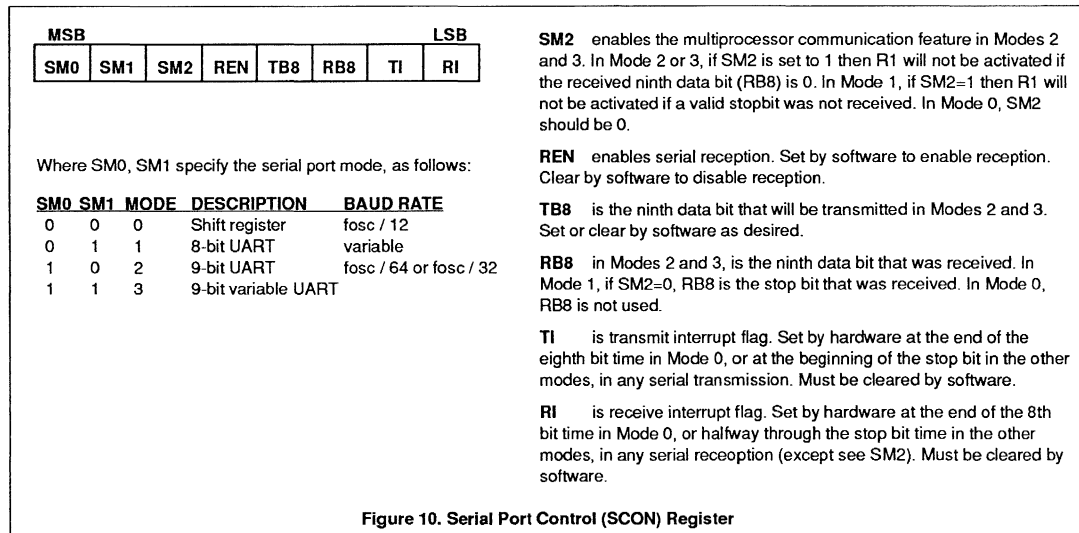 MSB LSB
SM0 SM1 SM2 REN TB8 RB8 TI RI
Where SM0, SM1 specify the serial port mode, as follows:
SM0 SM1 MODE DESCRIPTION BAUD RATE
0 0 0 Shift register fosc / 12
0 1 1 8-bit UART variable
1 0 2 9-bit UART fosc / 64 or fosc / 32
1 1 3 9-bit variable UART
SM2 enables the multiprocessor communication feature in Modes 2
and 3. In Mode 2 or 3, if SM2 is set to 1 then R1 will not be activated if
the received ninth data bit (RB8) is 0. In Mode 1, if SM2=1 then R1 will
not be activated if a valid stopbit was not received. In Mode 0, SM2
should be 0.
REN enables serial reception. Set by software to enable reception.
Clear by software to disable reception.
TB8 is the ninth data bit that will be transmitted in Modes 2 and 3.
Set or clear by software as desired.
RB8 in Modes 2 and 3, is the ninth data bit that was received. In
Mode 1, if SM2=0, RB8 is the stop bit that was received. In Mode 0,
RB8 is not used.
TI is transmit interrupt flag. Set by hardware at the end of the
eighth bit time in Mode 0, or at the beginning of the stop bit in the other
modes, in any serial transmission. Must be cleared by software.
RI is receive interrupt flag. Set by hardware at the end of the 8th
bit time in Mode 0, or halfway through the stop bit time in the other
modes, in any serial receoption (except see SM2). Must be cleared by
software.
Figure 10. Serial Port Control (SCON) Register